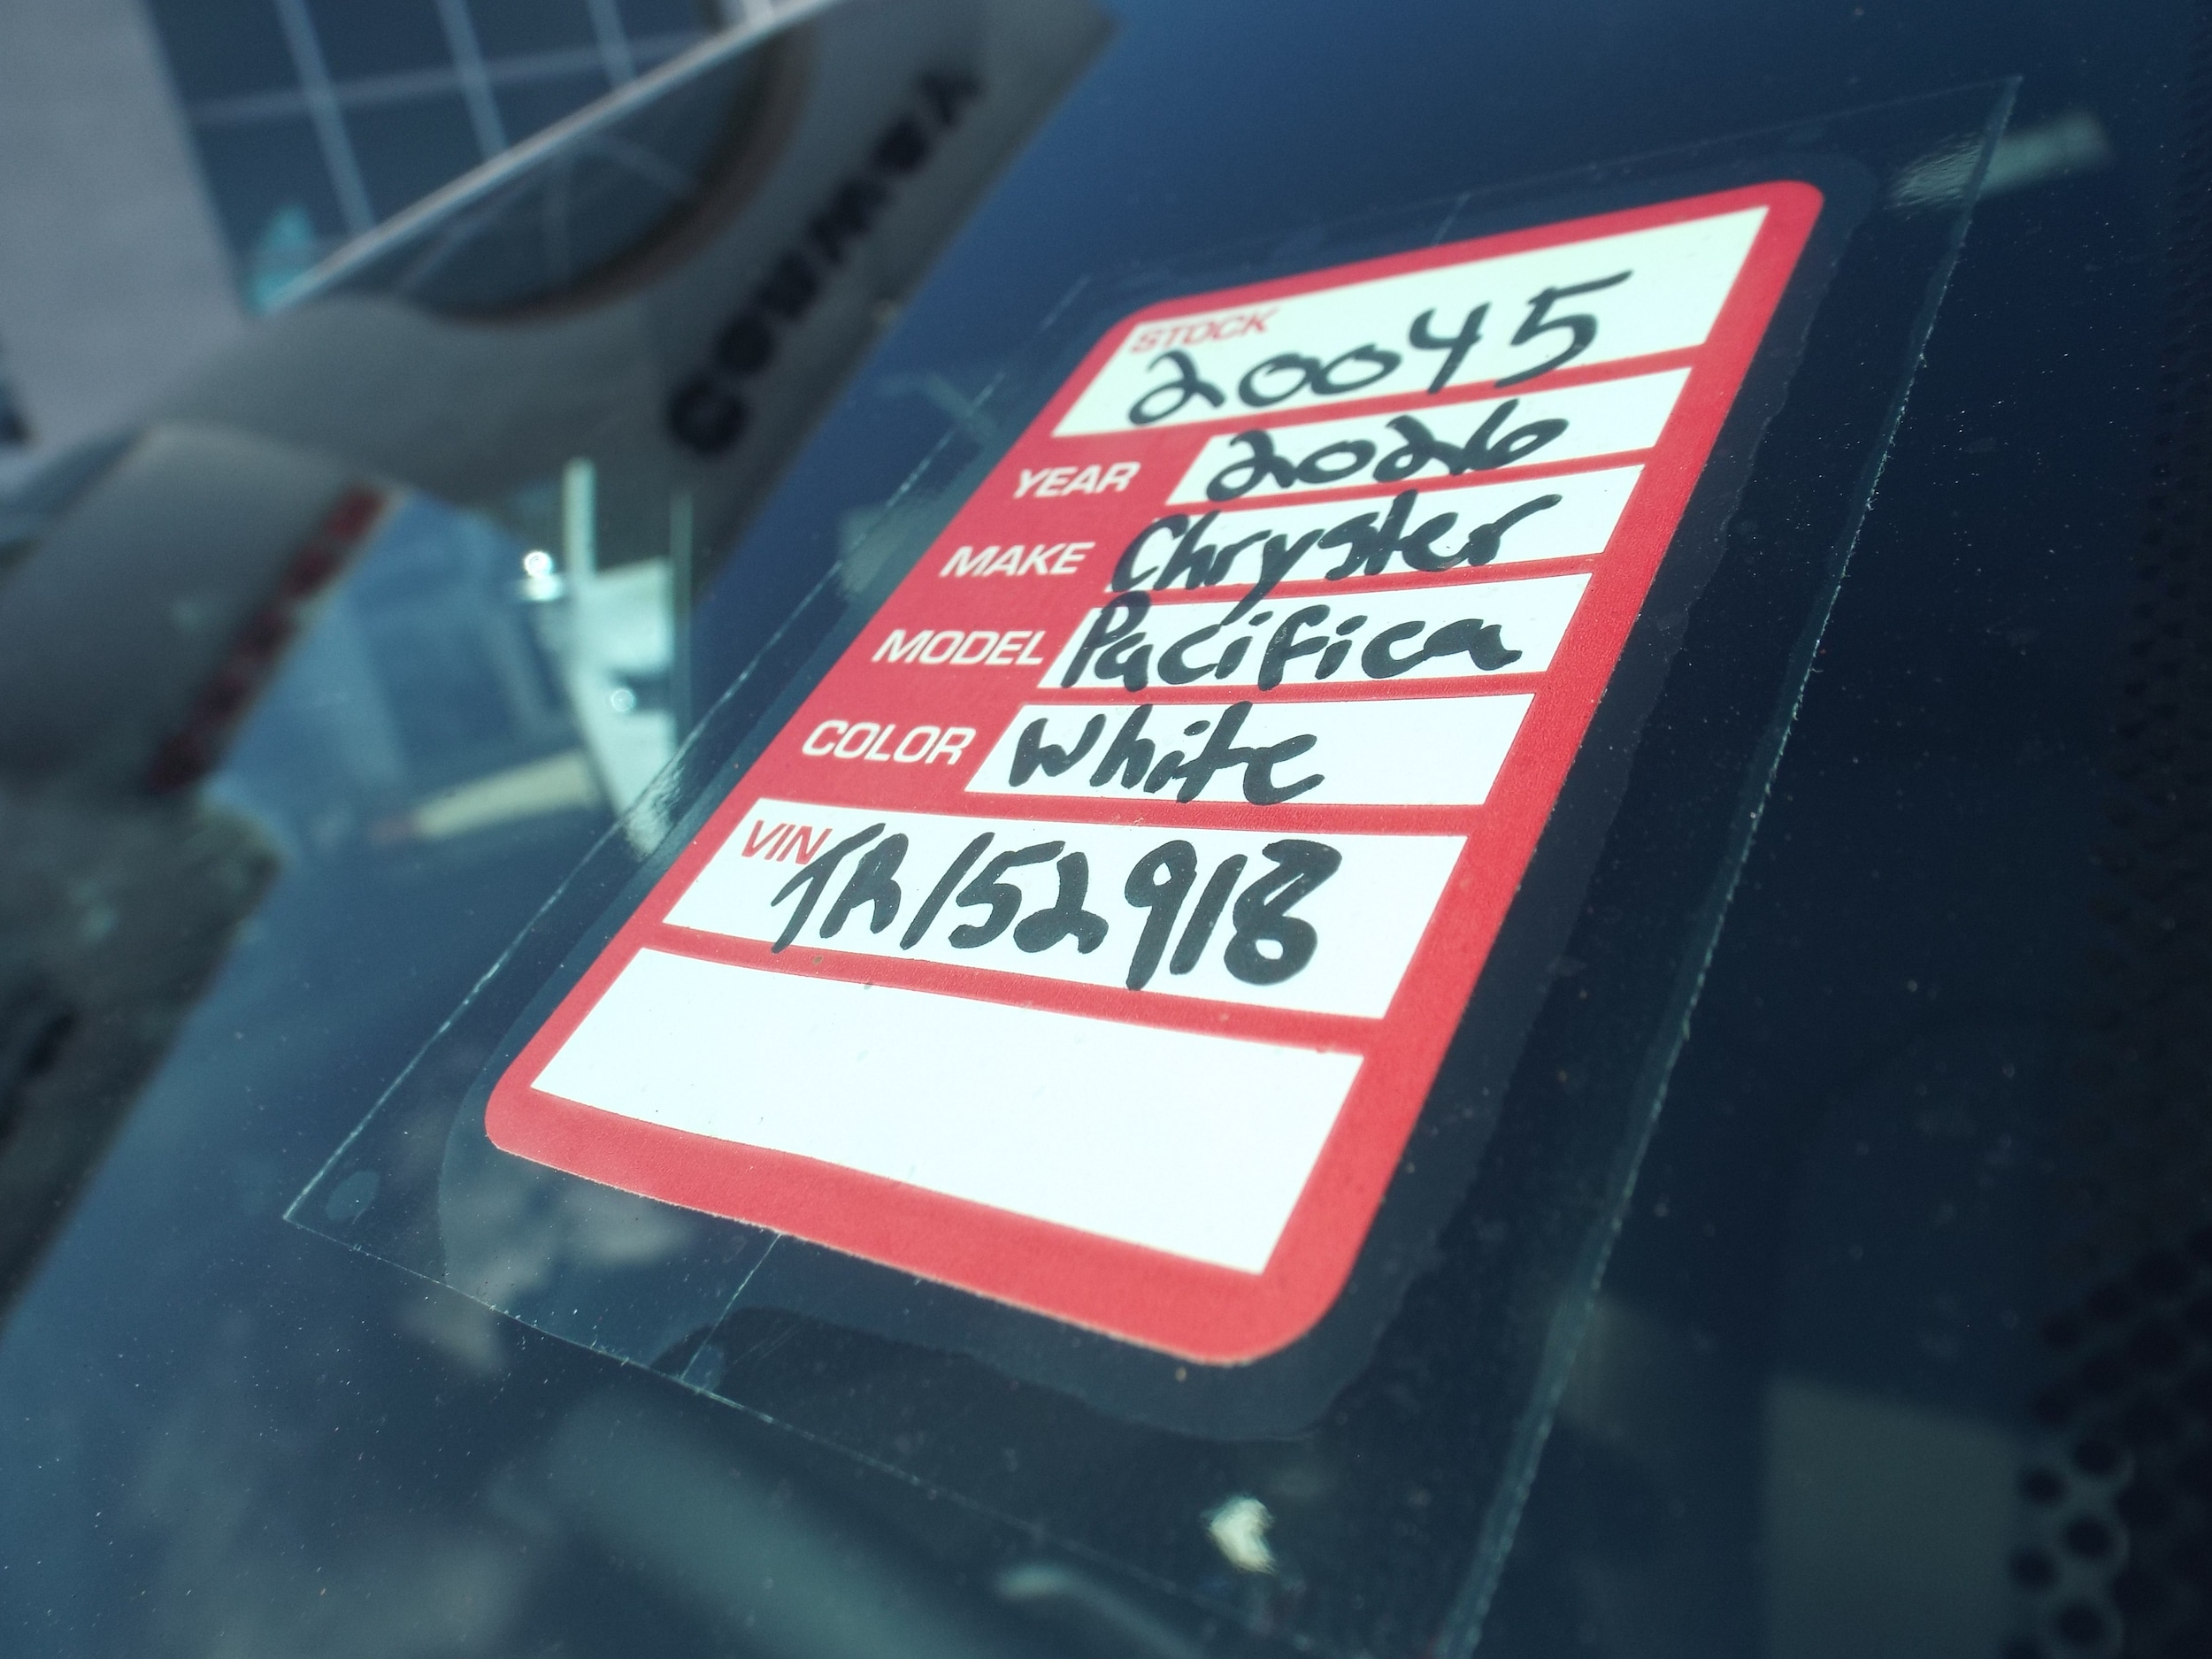 STOCK
20045
YEAR 2026
MAKE Chrysler
MODEL Pacifica
COLOR White
VIN TR152918